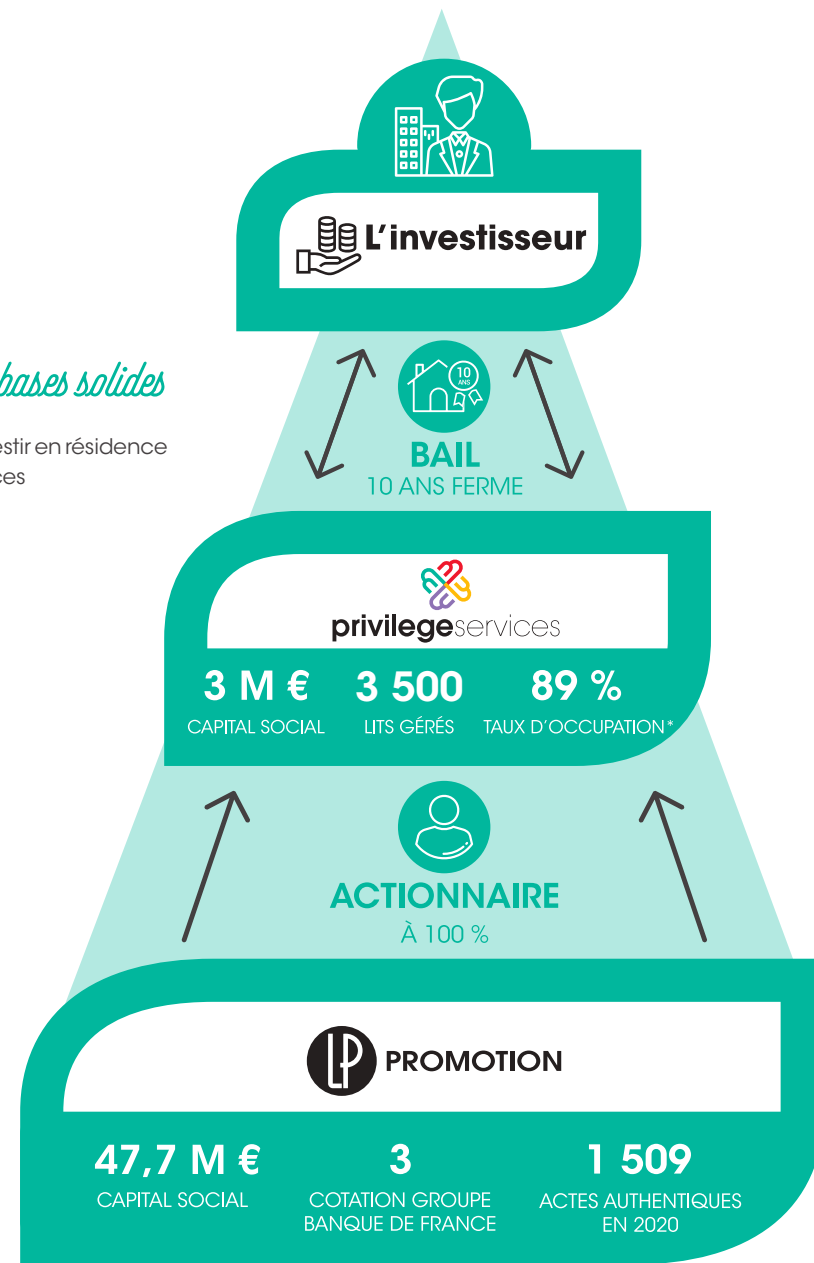 L'investisseur
bases solides
estir en résidence
ces
10
ANS
BAIL
10 ANS FERME
privilegeservices
3 M € 3 500 89 %
CAPITAL SOCIAL LITS GÉRÉS TAUX D'OCCUPATION*
ACTIONNAIRE
À 100 %
LP PROMOTION
47,7 M € 3 1 509
CAPITAL SOCIAL COTATION GROUPE ACTES AUTHENTIQUES
BANQUE DE FRANCE EN 2020